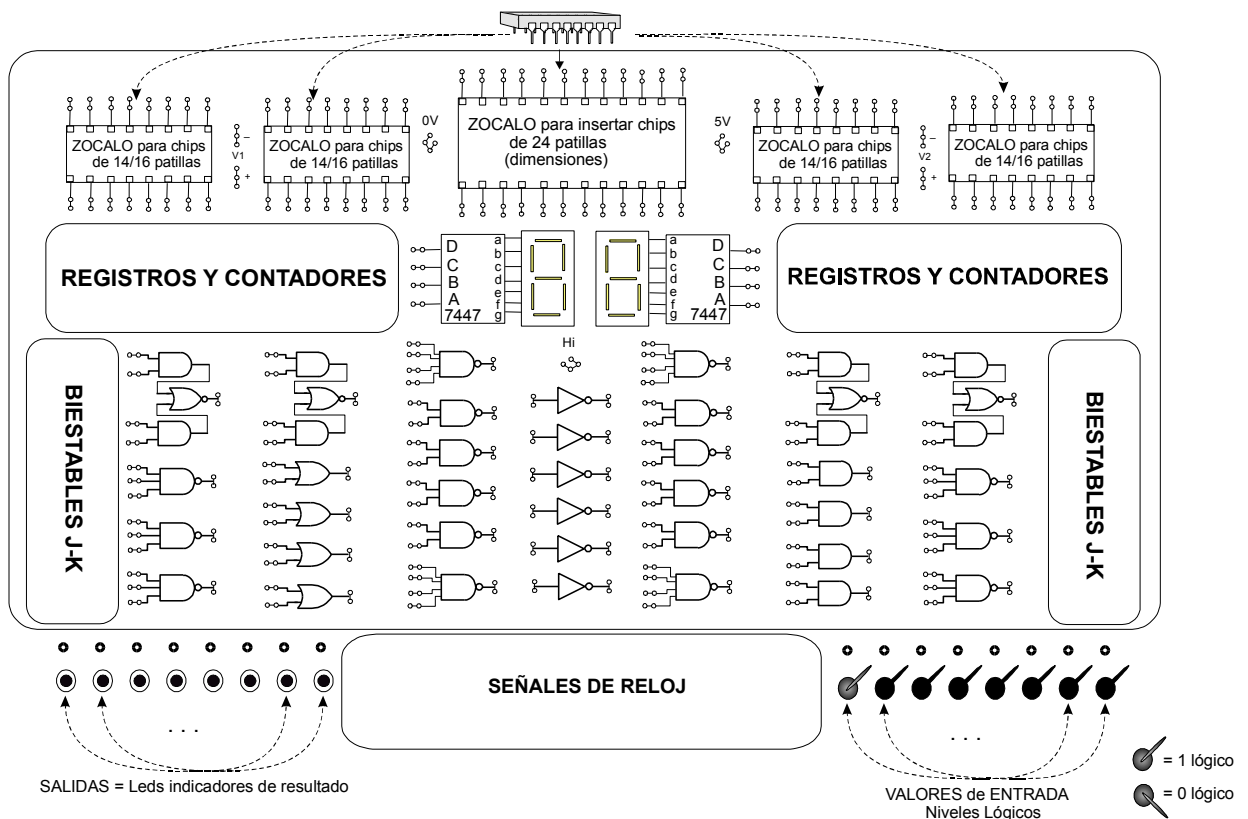 ZOCALO para chips
de 14/16 patillas
–
V1
+
ZOCALO para chips
de 14/16 patillas
0V
ZOCALO para insertar chips
de 24 patillas
(dimensiones)
5V
ZOCALO para chips
de 14/16 patillas
–
V2
+
ZOCALO para chips
de 14/16 patillas
REGISTROS Y CONTADORES
D
C
B
A
7447
a
b
c
d
e
f
g
a
b
c
d
e
f
g
D
C
B
A
7447
REGISTROS Y CONTADORES
Hi
BIESTABLES J-K
BIESTABLES J-K
SEÑALES DE RELOJ
. . .
SALIDAS = Leds indicadores de resultado
. . .
VALORES de ENTRADA
Niveles Lógicos
= 1 lógico
= 0 lógico